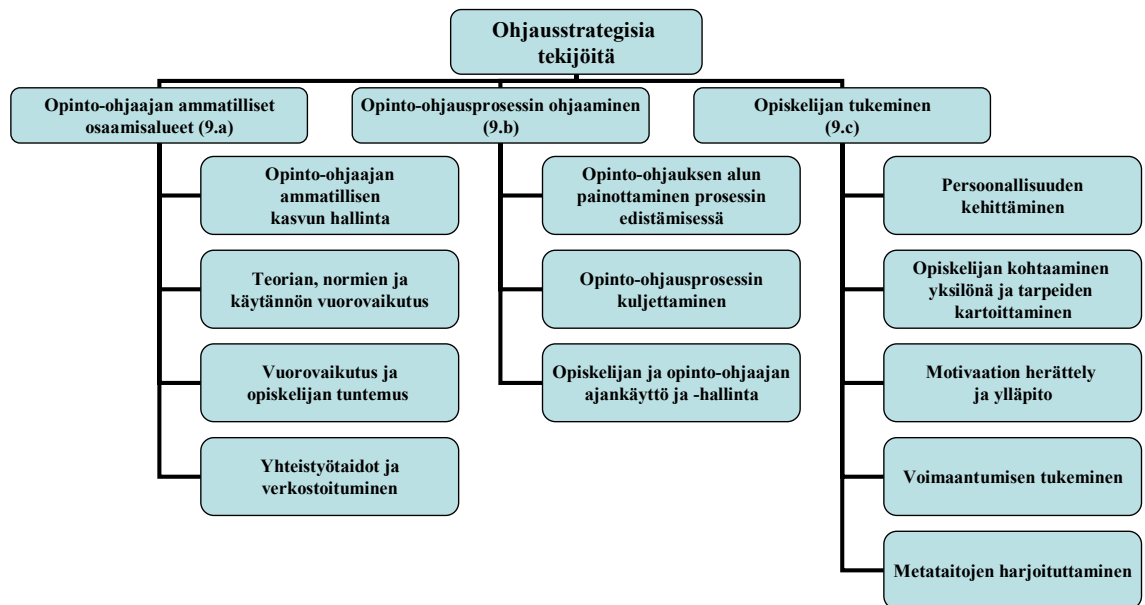 Ohjausstrategisia
tekijöitä
Opinto-ohjaajan ammatilliset
osaamisalueet (9.a)
Opinto-ohjaajan
ammatillisen
kasvun hallinta
Teorian, normien ja
käytännön vuorovaikutus
Vuorovaikutus ja
opiskelijan tuntemus
Yhteistyötaidot ja
verkostoituminen
Opinto-ohjausprosessin ohjaaminen
(9.b)
Opinto-ohjauksen alun
painottaminen prosessin
edistämisessä
Opinto-ohjausprosessin
kuljettaminen
Opiskelijan ja opinto-ohjaajan
ajankäyttö ja -hallinta
Opiskelijan tukeminen
(9.c)
Persoonallisuuden
kehittäminen
Opiskelijan kohtaaminen
yksilönä ja tarpeiden
kartoittaminen
Motivaation herättely
ja ylläpito
Voimaantumisen tukeminen
Metataitojen harjoituttaminen